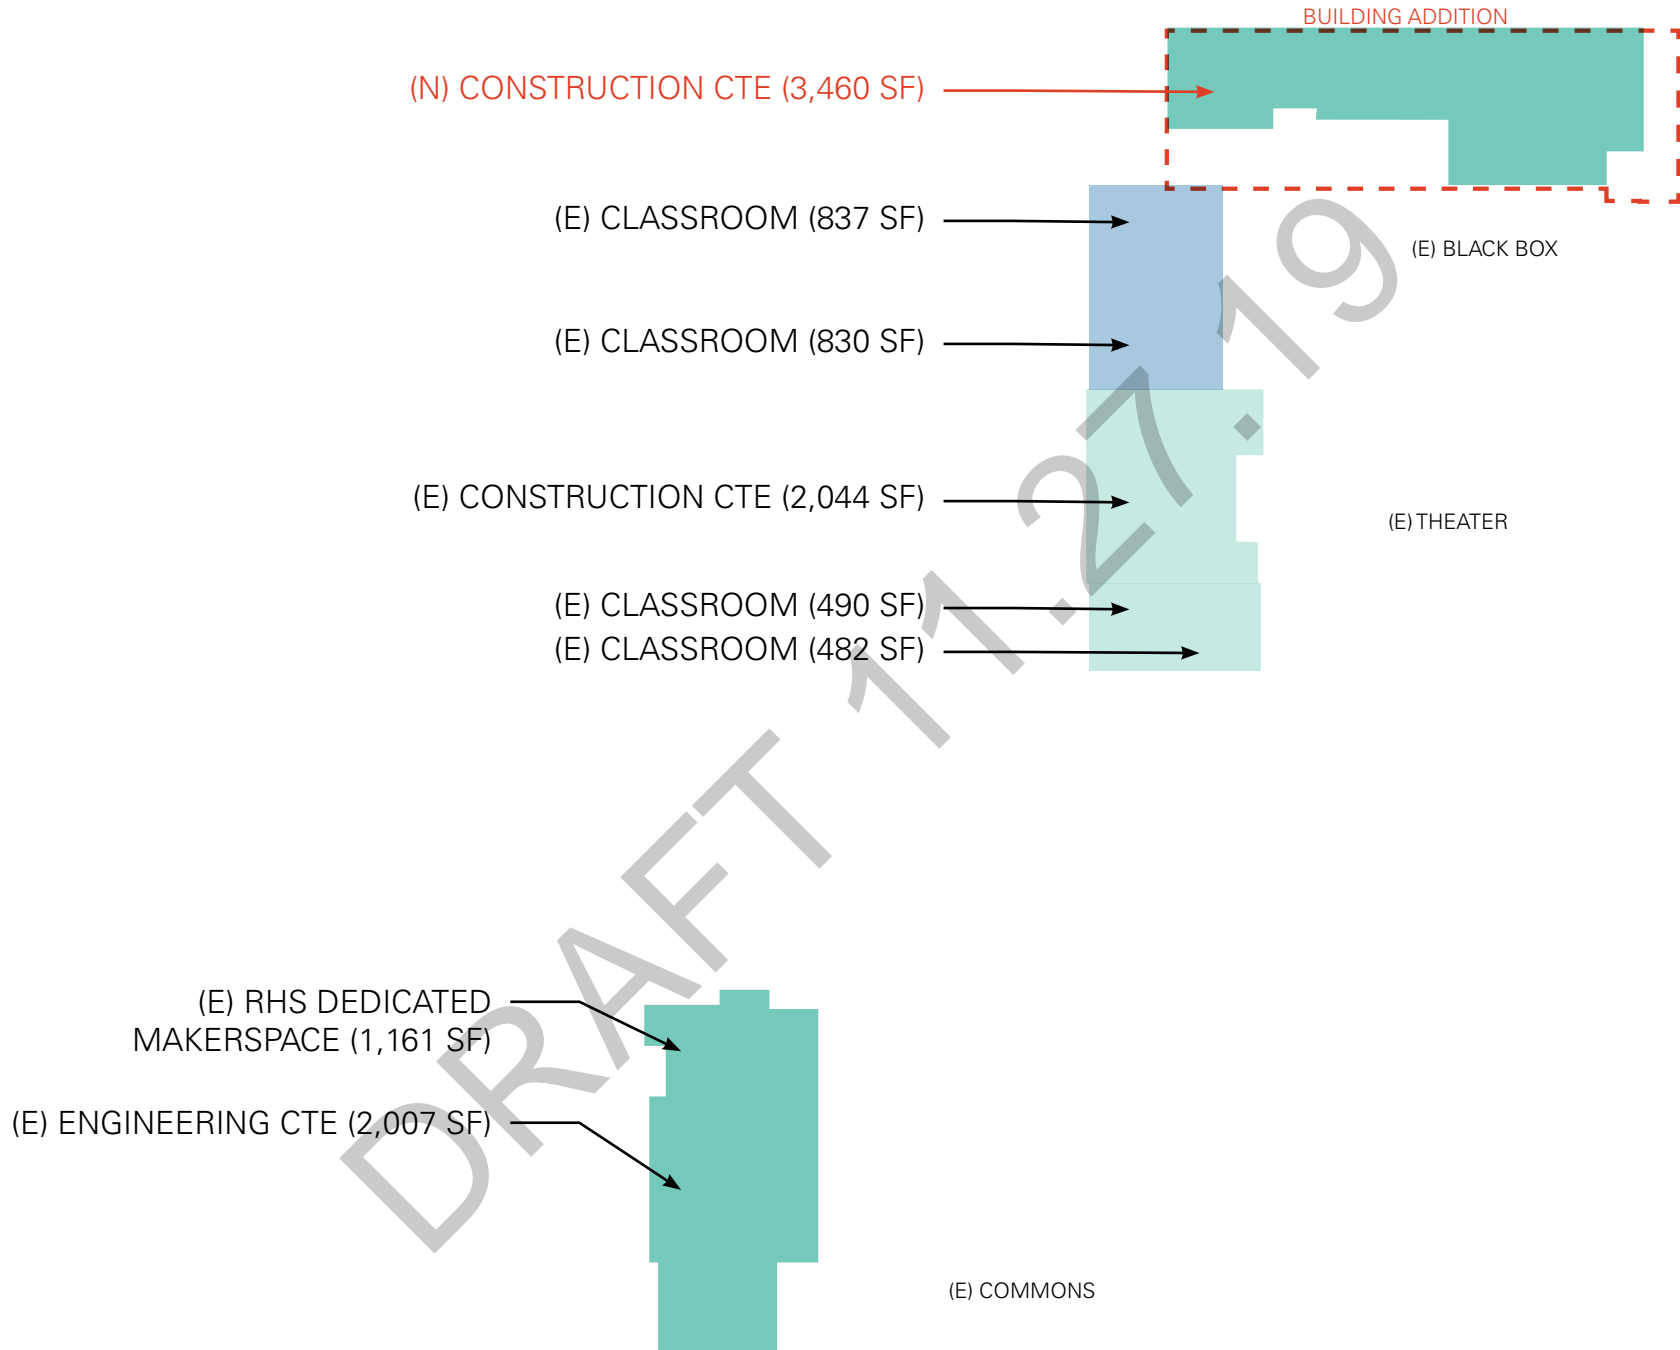 BUILDING ADDITION
(N) CONSTRUCTION CTE (3,460 SF)
(E) CLASSROOM (837 SF)
(E) BLACK BOX
(E) CLASSROOM (830 SF)
(E) CONSTRUCTION CTE (2,044 SF)
(E) THEATER
(E) CLASSROOM (490 SF)
(E) CLASSROOM (482 SF)
DRAFT 11.27.19
(E) RHS DEDICATED
MAKERSPACE (1,161 SF)
(E) ENGINEERING CTE (2,007 SF)
(E) COMMONS